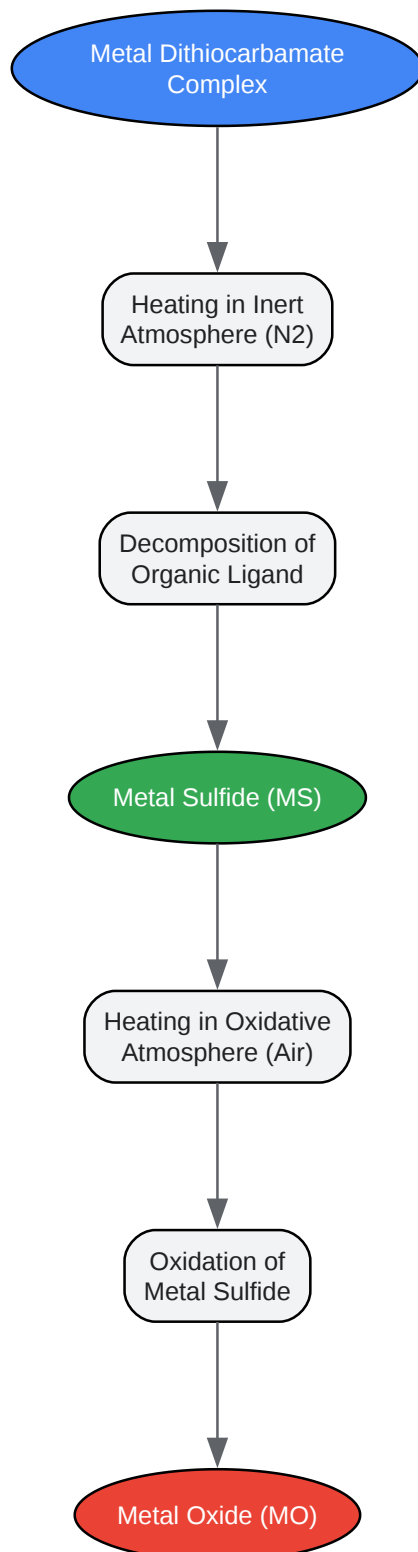 Metal Dithiocarbamate
Complex
Heating in Inert
Atmosphere (N2)
Decomposition of
Organic Ligand
Metal Sulfide (MS)
Heating in Oxidative
Atmosphere (Air)
Oxidation of
Metal Sulfide
Metal Oxide (MO)